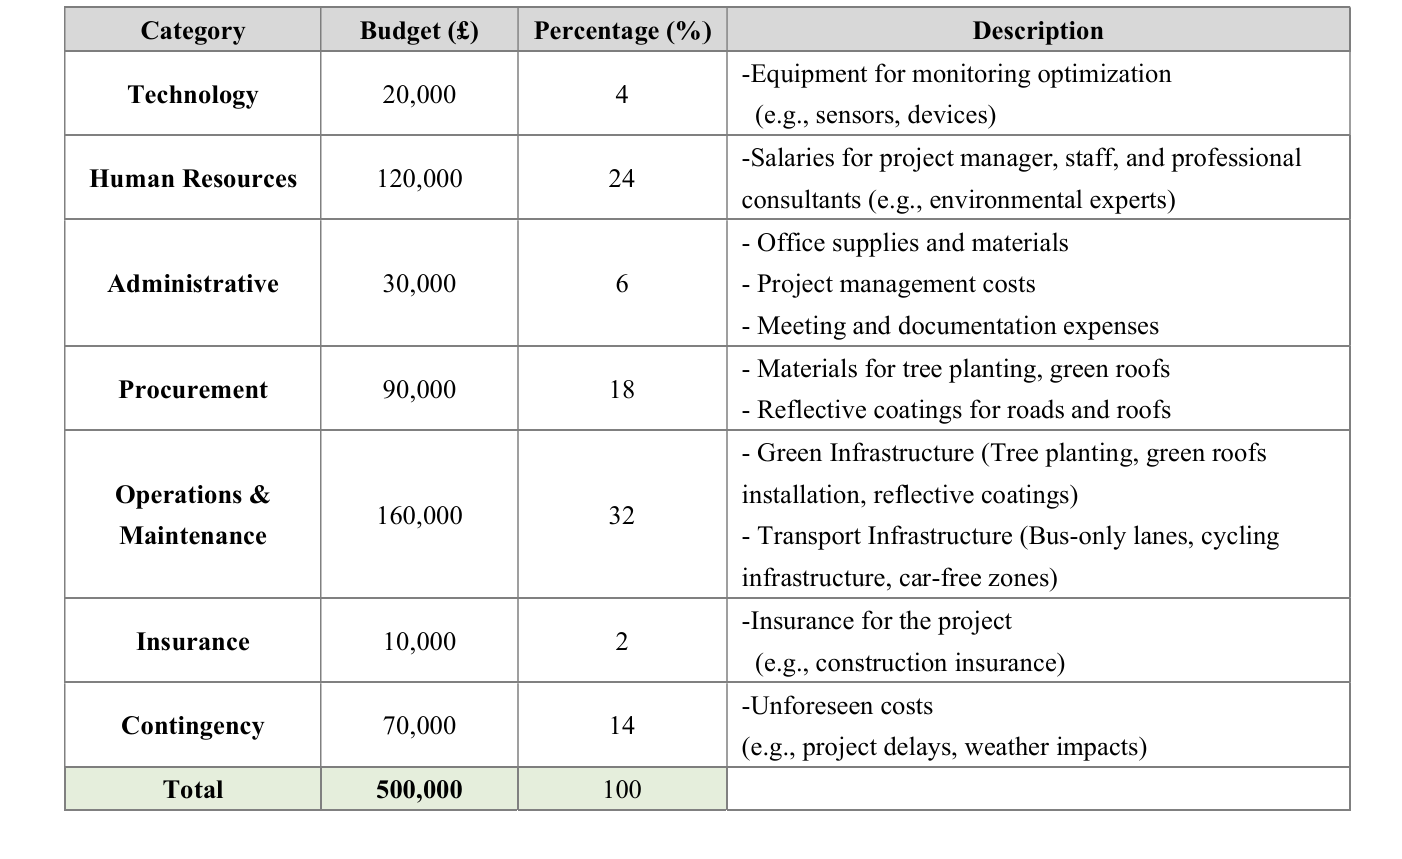 Category Budget (£) Percentage (%) Description
Technology 20,000 4 -Equipment for monitoring optimization
(e.g., sensors, devices)
Human Resources 120,000 24 -Salaries for project manager, staff, and professional
consultants (e.g., environmental experts)
Administrative 30,000 6 - Office supplies and materials
- Project management costs
- Meeting and documentation expenses
Procurement 90,000 18 - Materials for tree planting, green roofs
- Reflective coatings for roads and roofs
Operations &
Maintenance 160,000 32 - Green Infrastructure (Tree planting, green roofs
installation, reflective coatings)
- Transport Infrastructure (Bus-only lanes, cycling
infrastructure, car-free zones)
Insurance 10,000 2 -Insurance for the project
(e.g., construction insurance)
Contingency 70,000 14 -Unforeseen costs
(e.g., project delays, weather impacts)
Total 500,000 100